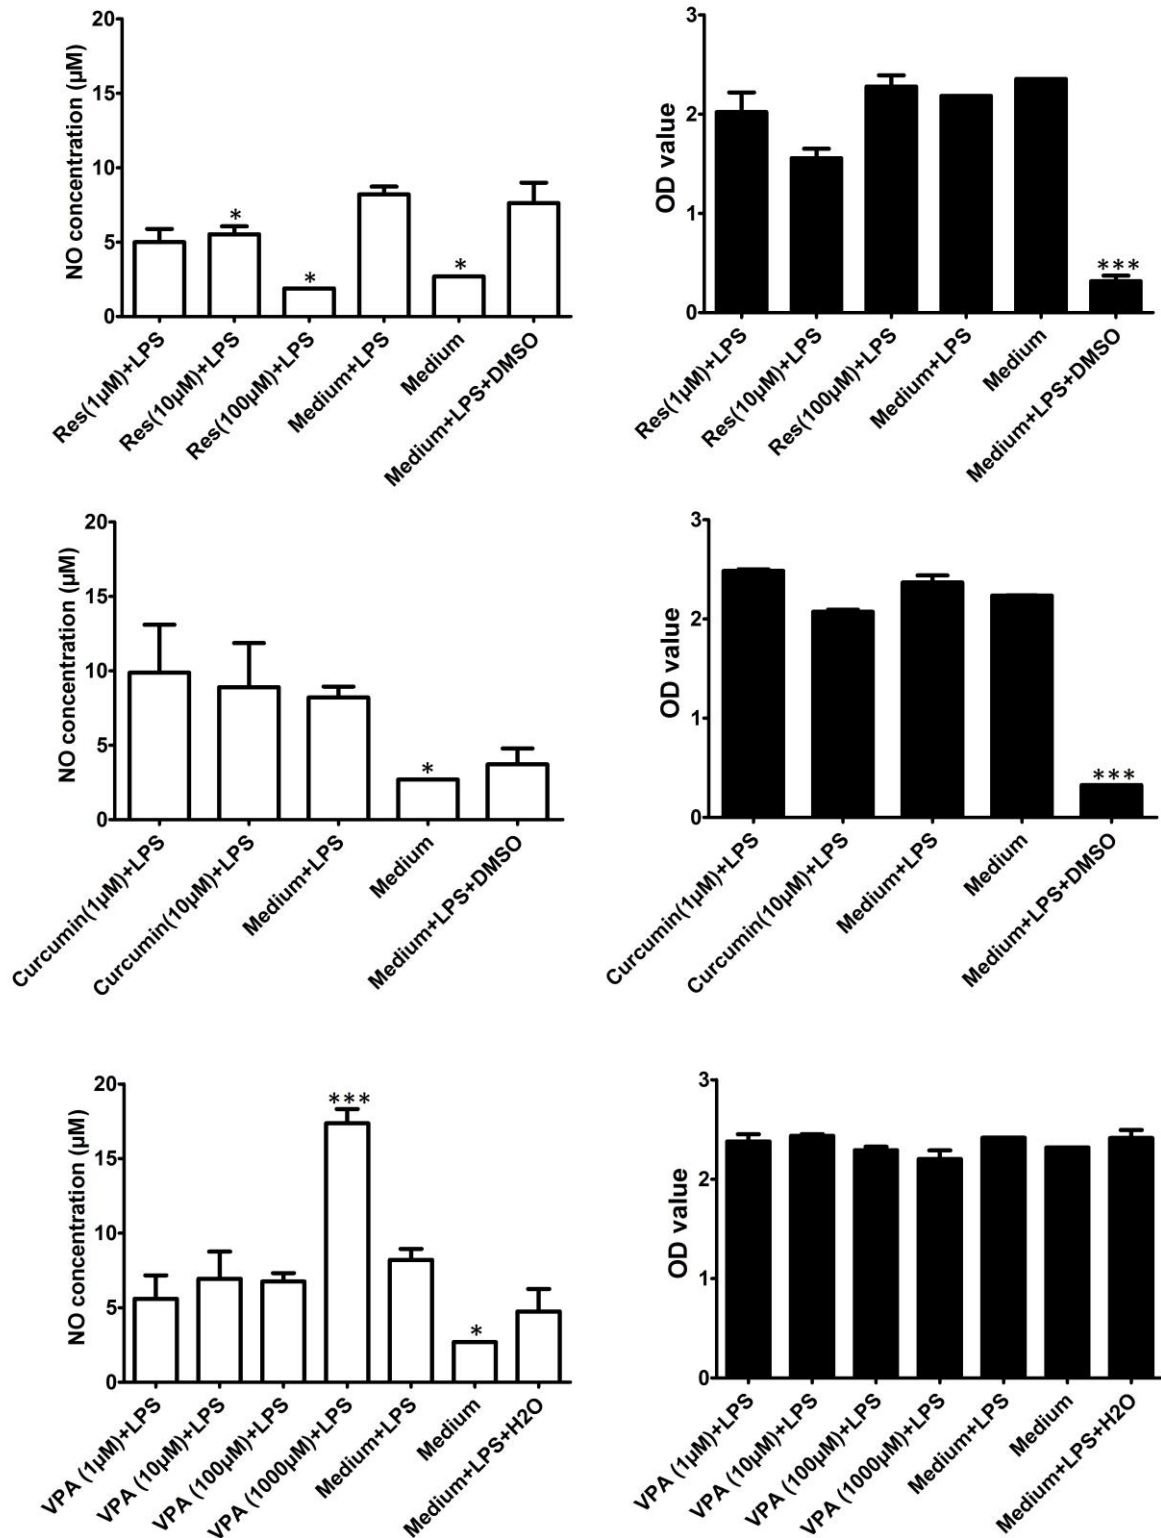 NO concentration (µM)
20
15
10
5
0
*
*
*
Res(1µM)+LPS
Res(10µM)+LPS
Res(100µM)+LPS
Medium+LPS
Medium
Medium+LPS+DMSO
OD value
3
2
1
0
***
Res(1µM)+LPS
Res(10µM)+LPS
Res(100µM)+LPS
Medium+LPS
Medium
Medium+LPS+DMSO
NO concentration (µM)
20
15
10
5
0
*
Curcumin(1µM)+LPS
Curcumin(10µM)+LPS
Medium+LPS
Medium
Medium+LPS+DMSO
OD value
3
2
1
0
***
Curcumin(1µM)+LPS
Curcumin(10µM)+LPS
Medium+LPS
Medium
Medium+LPS+DMSO
NO concentration (µM)
20
15
10
5
0
***
*
VPA (1µM)+LPS
VPA (10µM)+LPS
VPA (100µM)+LPS
VPA (1000µM)+LPS
Medium+LPS
Medium
Medium+LPS+H2O
OD value
3
2
1
0
VPA (1µM)+LPS
VPA (10µM)+LPS
VPA (100µM)+LPS
VPA (1000µM)+LPS
Medium+LPS
Medium
Medium+LPS+H2O